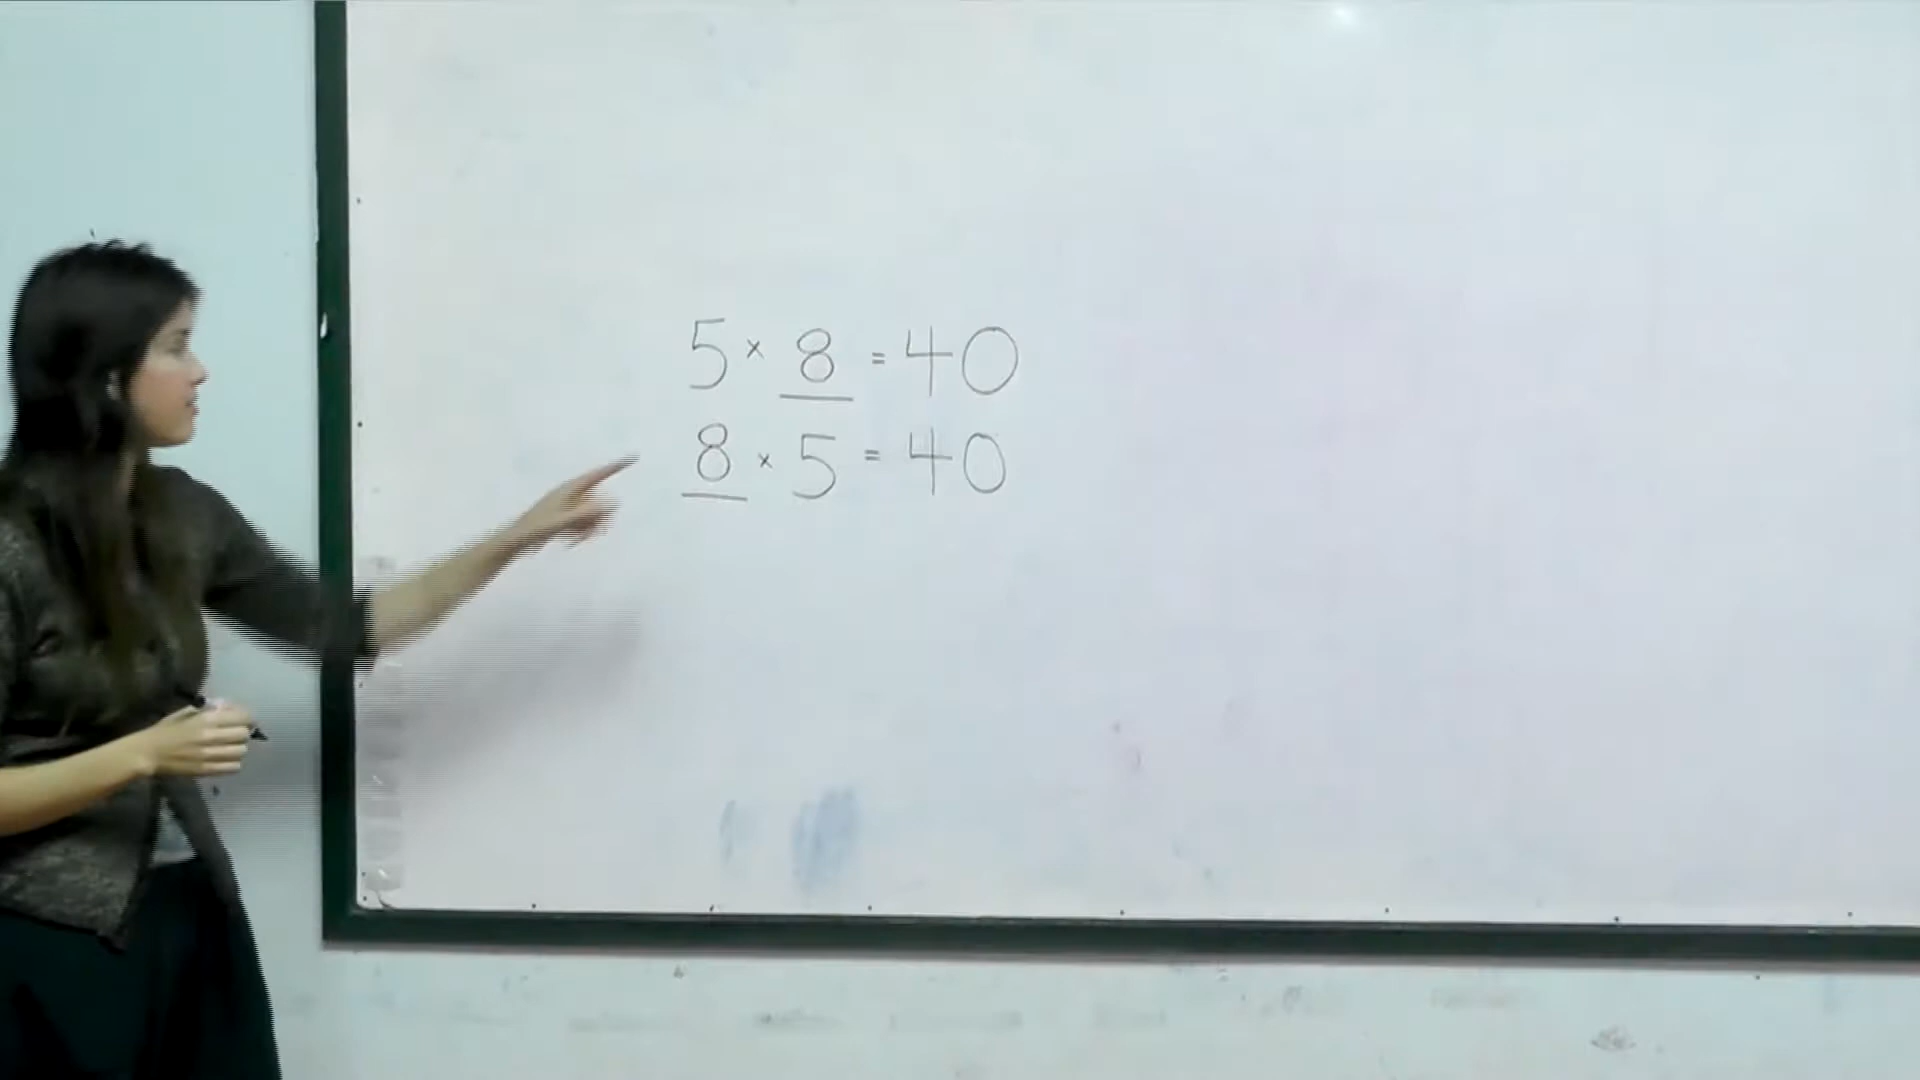 5 × 8 = 40
8 × 5 = 40